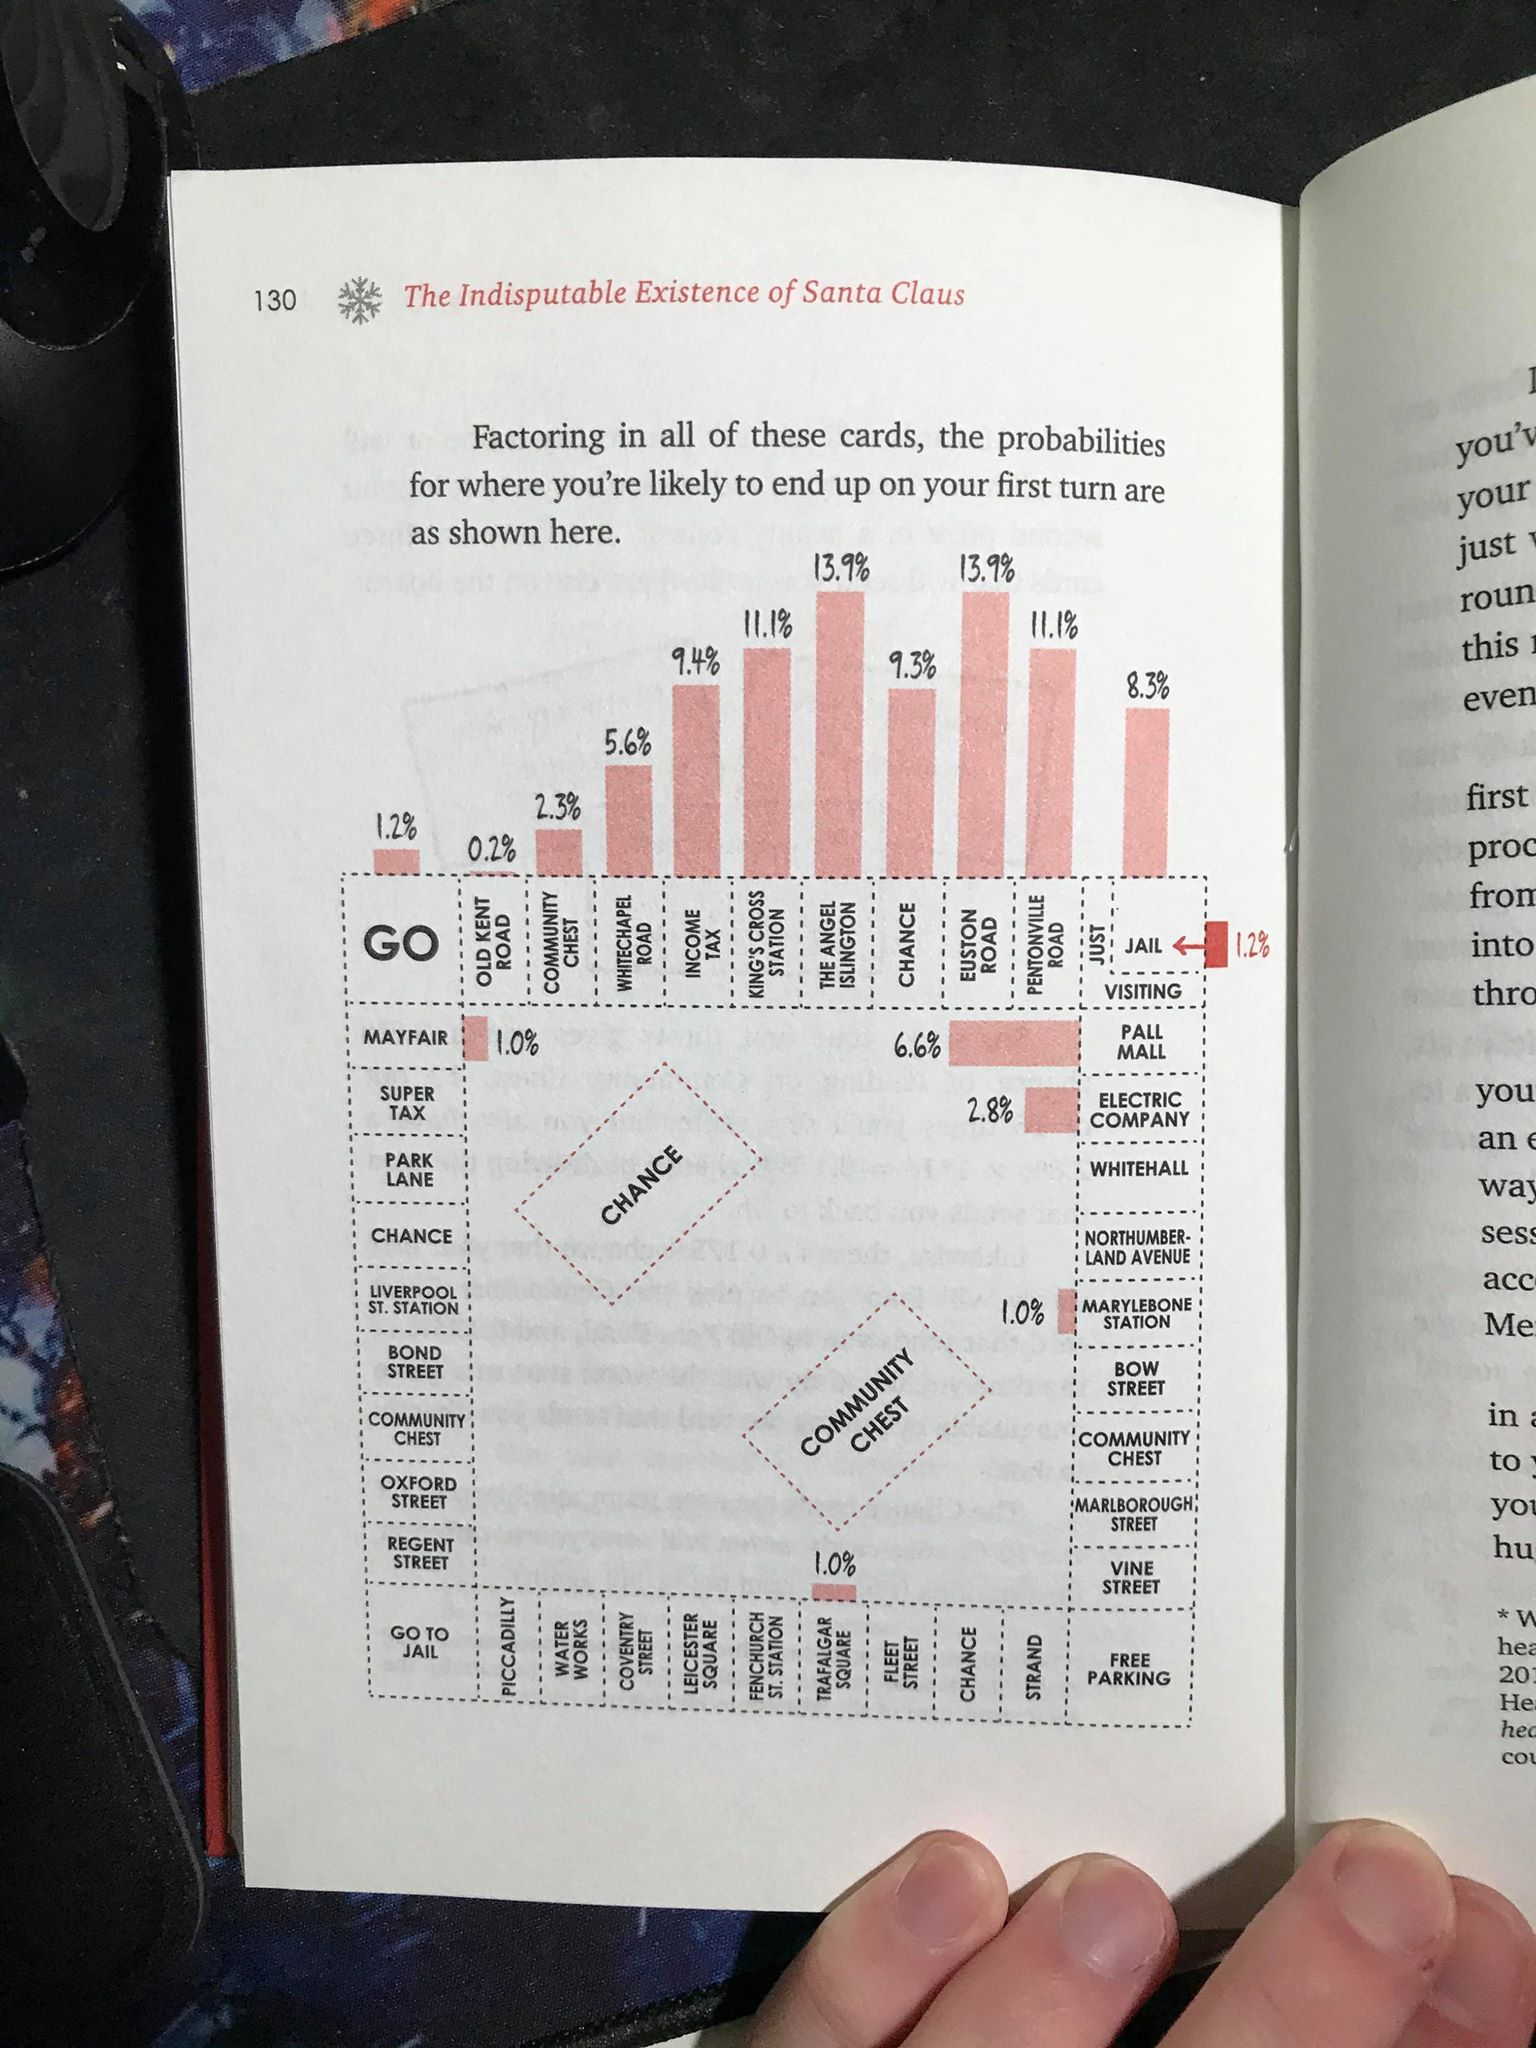 130 The Indisputable Existence of Santa Claus
Factoring in all of these cards, the probabilities
for where you're likely to end up on your first turn are
as shown here.
13.9%
13.9%
11.1%
11.1%
9.4%
9.3%
8.3%
5.6%
2.3%
1.2%
0.2%
GO
OLD KENT
ROAD
COMMUNITY
CHEST
WHITECHAPEL
ROAD
INCOME
TAX
KING'S CROSS
STATION
THE ANGEL
ISLINGTON
CHANCE
EUSTON
ROAD
PENTONVILLE
ROAD
JUST
VISITING
JAIL
1.2%
MAYFAIR
1.0%
6.6%
PALL
MALL
SUPER
TAX
2.8%
ELECTRIC
COMPANY
PARK
LANE
WHITEHALL
CHANCE
CHANCE
NORTHUMBER-
LAND AVENUE
LIVERPOOL
ST. STATION
1.0%
MARYLEBONE
STATION
BOND
STREET
BOW
STREET
COMMUNITY
CHEST
COMMUNITY
CHEST
COMMUNITY
CHEST
OXFORD
STREET
MARLBOROUGH
STREET
REGENT
STREET
1.0%
VINE
STREET
GO TO
JAIL
PICCADILLY
WATER
WORKS
COVENTRY
STREET
LEICESTER
SQUARE
FENCHURCH
ST. STATION
TRAFALGAR
SQUARE
FLEET
STREET
CHANCE
STRAND
FREE
PARKING
you'v
your
just
roun
this
even
first
proc
from
into
thro
you
an e
way
sess
acc
Me
in a
to y
you
hu
* W
hea
201
He
hea
cou